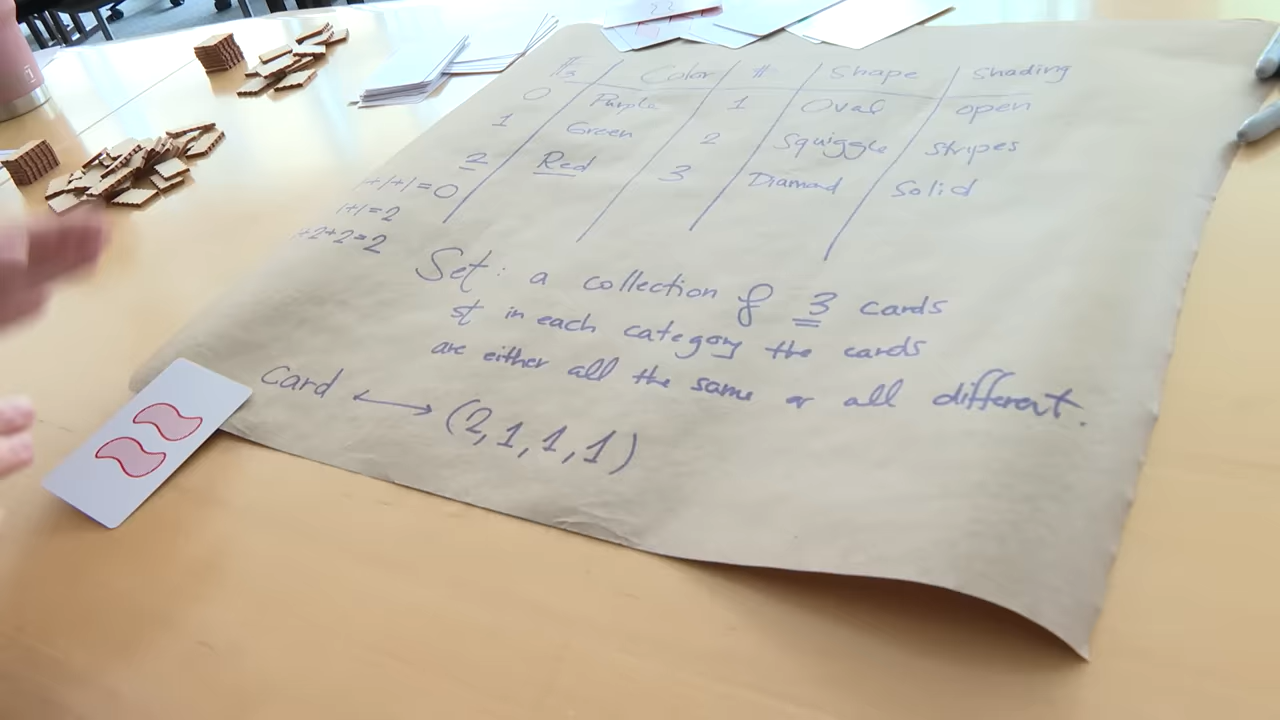 F₃ Color # Shape Shading
0 Purple 1 Oval open
1 Green 2 Squiggle Stripes
2 Red 3 Diamond Solid
+1+1=0
1+1=2
+2+2=2
Set: a collection of 3 cards
st in each category the cards
are either all the same or all different.
Card ⟷ (2,1,1,1)